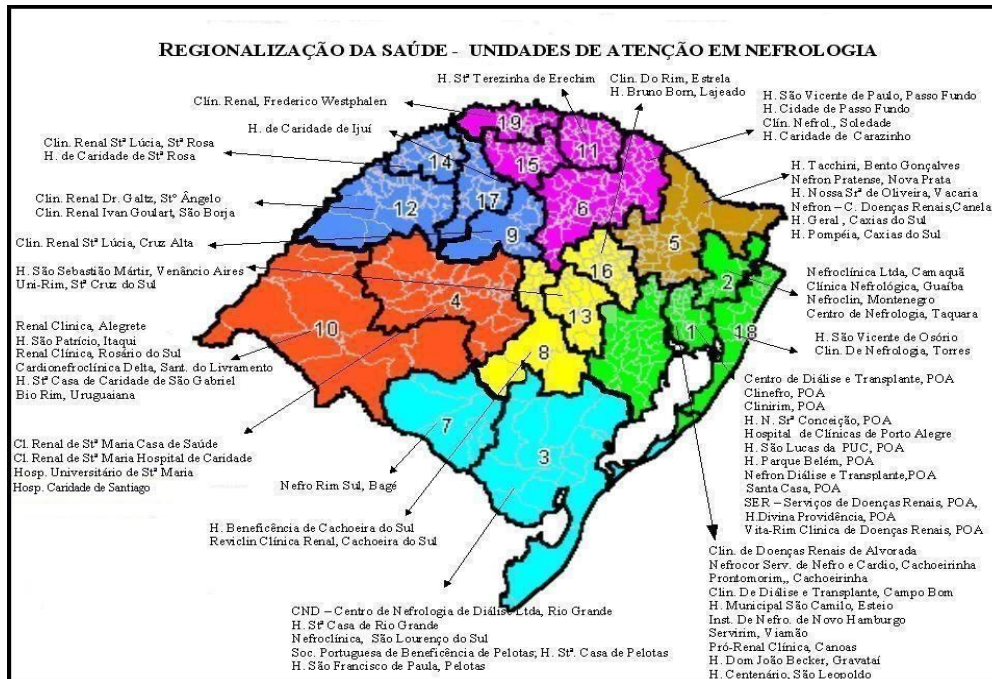 REGIONALIZAÇÃO DA SAÚDE - UNIDADES DE ATENÇÃO EM NEFROLOGIA
H. Stª Terezinha de Erechim
Clín. Renal, Frederico Westphalen
H. de Caridade de Ijuí
Clin. Renal Stª Lúcia, Stª Rosa
H. de Caridade de Stª Rosa
Clin. Renal Dr. Galtz, Stº Ângelo
Clin. Renal Ivan Goulart, São Borja
Clin. Renal Stª Lúcia, Cruz Alta
H. São Sebastião Mártir, Venâncio Aires
Uni-Rim, Stª Cruz do Sul
Renal Clinica, Alegrete
H. São Patrício, Itaqui
Renal Clínica, Rosário do Sul
Cardionefroclínica Delta, Sant. do Livramento
H. Stª Casa de Caridade de São Gabriel
Bio Rim, Uruguaiana
Cl. Renal de Stª Maria Casa de Saúde
Cl. Renal de Stª Maria Hospital de Caridade
Hosp. Universitário de Stª Maria
Hosp. Caridade de Santiago
Nefro Rim Sul, Bagé
H. Beneficência de Cachoeira do Sul
Reviclin Clínica Renal, Cachoeira do Sul
CND – Centro de Nefrologia de Diálise Ltda, Rio Grande
H. Stª Casa de Rio Grande
Nefroclínica, São Lourenço do Sul
Soc. Portuguesa de Beneficência de Pelotas; H. Stª. Casa de Pelotas
H. São Francisco de Paula, Pelotas
Clin. Do Rim, Estrela
H. Bruno Born, Lajeado
H. São Vicente de Paulo, Passo Fundo
H. Cidade de Passo Fundo
Clín. Nefrol., Soledade
H. Caridade de Carazinho
H. Tacchini, Bento Gonçalves
Nefron Pratense, Nova Prata
H. Nossa Srª de Oliveira, Vacaria
Nefron – C. Doenças Renais,Canela
H. Geral , Caxias do Sul
H. Pompéia, Caxias do Sul
Nefroclínica Ltda, Camaquã
Clínica Nefrológica, Guaíba
Nefroclin, Montenegro
Centro de Nefrologia, Taquara
H. São Vicente de Osório
Clin. De Nefrologia, Torres
Centro de Diálise e Transplante, POA
Clinefro, POA
Clinirim, POA
H. N. Srª Conceição, POA
Hospital de Clínicas de Porto Alegre
H. São Lucas da PUC, POA
H. Parque Belém, POA
Nefron Diálise e Transplante,POA
Santa Casa, POA
SER – Serviços de Doenças Renais, POA,
H.Divina Providência, POA
Vita-Rim Clinica de Doenças Renais, POA
Clin. de Doenças Renais de Alvorada
Nefrocor Serv. de Nefro e Cardio, Cachoeirinha
Prontomorim,, Cachoeirinha
Clin. De Diálise e Transplante, Campo Bom
H. Municipal São Camilo, Esteio
Inst. De Nefro. de Novo Hamburgo
Servirim, Viamão
Pró-Renal Clínica, Canoas
H. Dom João Becker, Gravataí
H. Centenário, São Leopoldo
19
11
15
14
17
12
6
9
5
16
2
4
13
10
1
18
8
7
3